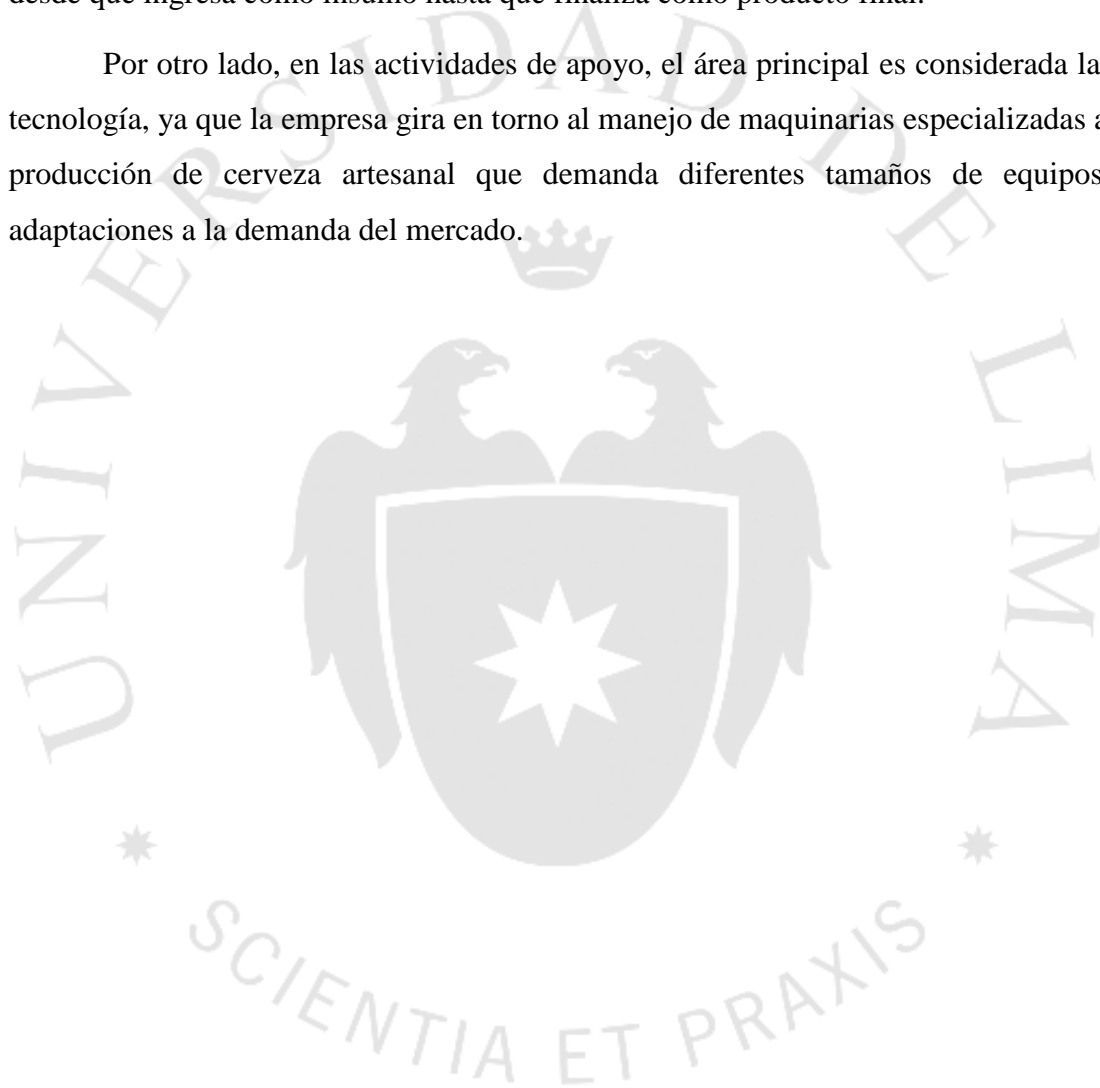 desde que ingresa como insumo hasta que finaliza como producto final.
Por otro lado, en las actividades de apoyo, el área principal es considerada la
tecnología, ya que la empresa gira en torno al manejo de maquinarias especializadas a
producción de cerveza artesanal que demanda diferentes tamaños de equipos
adaptaciones a la demanda del mercado.
UNIVERSIDAD DE LIMA
SCIENTIA ET PRAXIS